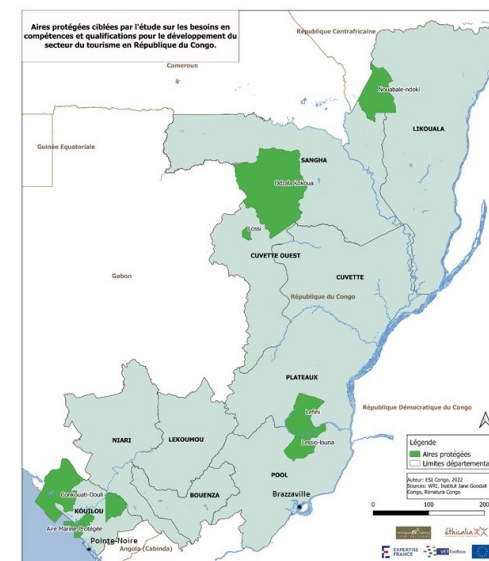 Aires protégées ciblées par l'étude sur les besoins en
compétences et qualifications pour le développement du
secteur du tourisme en République du Congo.
République Centrafricaine
Cameroun
Nouabale-ndoki
Guinée Equatoriale
LIKOUALA
SANGHA
Odzala-kokoua
Lossi
CUVETTE OUEST
Gabon
CUVETTE
République du Congo
PLATEAUX
République Démocratique du Congo
Lefini
NIARI
LEKOUMOU
Lessio-louna
POOL
Légende
Aires protégées
Limites départementa
Conkouati-Douli
BOUENZA
Brazzaville
KOUILOU
Auteur: ESI Congo, 2022
Sources: WRI, Institut Jane Goodall
Congo, Rénatura Congo
Aire Marine Protégée
Pointe-Noire
Angola (Cabinda)
0 100 200
éthicalia
EXPERTISE
FRANCE
VET Toolbox